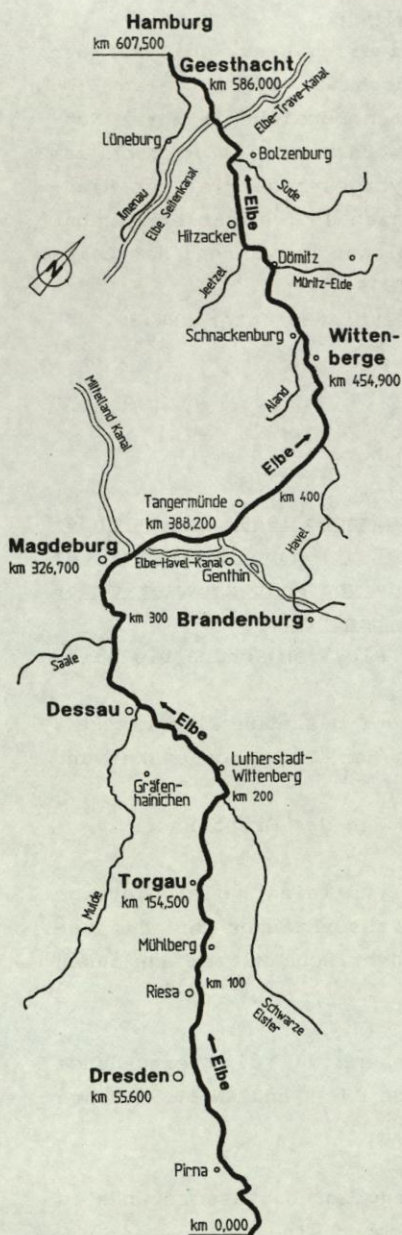 Hamburg
km 607,500
Geesthacht
km 586,000
Elbe-Trave-Kanal
Lüneburg
Bolzenburg
Ilmenau
Elbe Seitenkanal
Elbe
Sude
Hitzacker
N
Dömitz
Jeetzel
Müritz-Elde
Schnackenburg
Witten-
berge
km 454,900
Aland
Mittelland Kanal
Elbe
Tangermünde
km 400
km 388,200
Havel
Magdeburg
km 326,700
Elbe-Havel-Kanal
Genthin
km 300
Brandenburg
Saale
Dessau
Elbe
Lutherstadt-
Wittenberg
Gräfen-
hainichen
km 200
Mulde
Torgau
km 154,500
Mühlberg
km 100
Riesa
Schwarze
Elster
Elbe
Dresden
km 55.600
Pirna
km 0,000